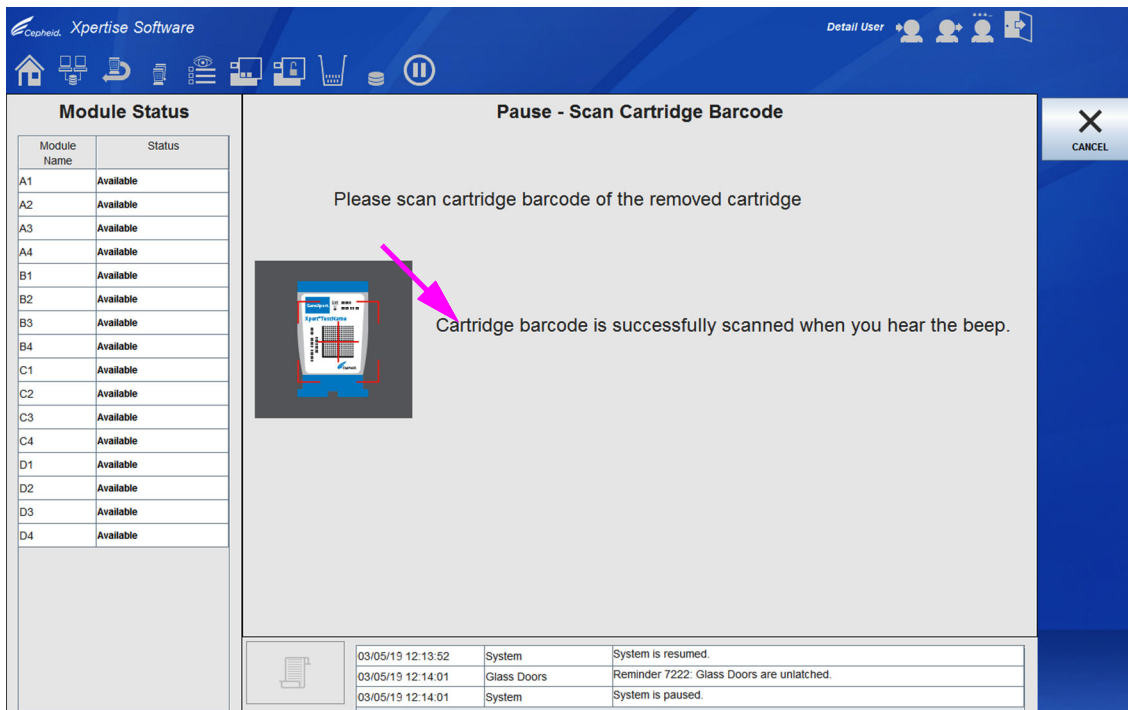 Cepheid. Xpertise Software
Detail User
Module Status
Pause - Scan Cartridge Barcode
CANCEL
Module Name Status
A1 Available
A2 Available
A3 Available
A4 Available
B1 Available
B2 Available
B3 Available
B4 Available
C1 Available
C2 Available
C3 Available
C4 Available
D1 Available
D2 Available
D3 Available
D4 Available
Please scan cartridge barcode of the removed cartridge
Xpert®TestName
Cepheid
Cartridge barcode is successfully scanned when you hear the beep.
03/05/19 12:13:52 System System is resumed.
03/05/19 12:14:01 Glass Doors Reminder 7222: Glass Doors are unlatched.
03/05/19 12:14:01 System System is paused.